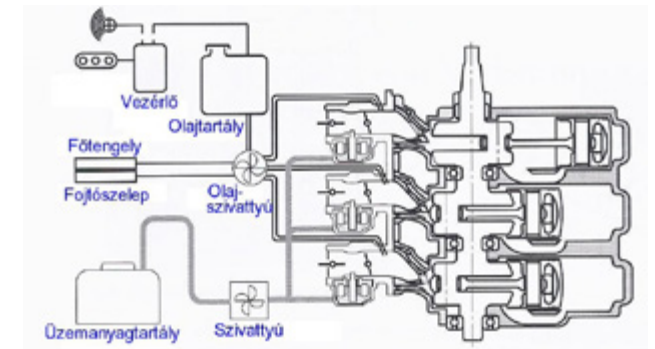 Vezérlő
Olajtartály
Főtengely
Fojtószelep
Olaj-
szivattyú
Üzemanyagtartály
Szivattyú